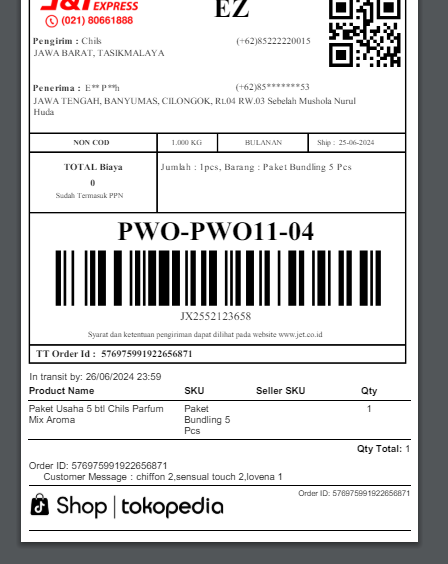 J&T EXPRESS
EZ
(021) 80661888
Pengirim : Chils
(+62)85222220015
JAWA BARAT, TASIKMALAYA
Penerima : E** P**h
(+62)85*******53
JAWA TENGAH, BANYUMAS, CILONGOK, Rt.04 RW.03 Sebelah Mushola Nurul
Huda
NON COD
1.000 KG
BULANAN
Ship : 25-06-2024
TOTAL Biaya
0
Sudah Termasuk PPN
Jumlah : 1pcs, Barang : Paket Bundling 5 Pcs
PWO-PWO11-04
JX2552123658
Syarat dan ketentuan pengiriman dapat dilihat pada website www.jet.co.id
TT Order Id : 576975991922656871
In transit by: 26/06/2024 23:59
Product Name SKU Seller SKU Qty
Paket Usaha 5 btl Chils Parfum Paket 1
Mix Aroma Bundling 5
Pcs
Qty Total: 1
Order ID: 576975991922656871
Customer Message : chiffon 2,sensual touch 2,lovena 1
Shop | tokopedia
Order ID: 576975991922656871